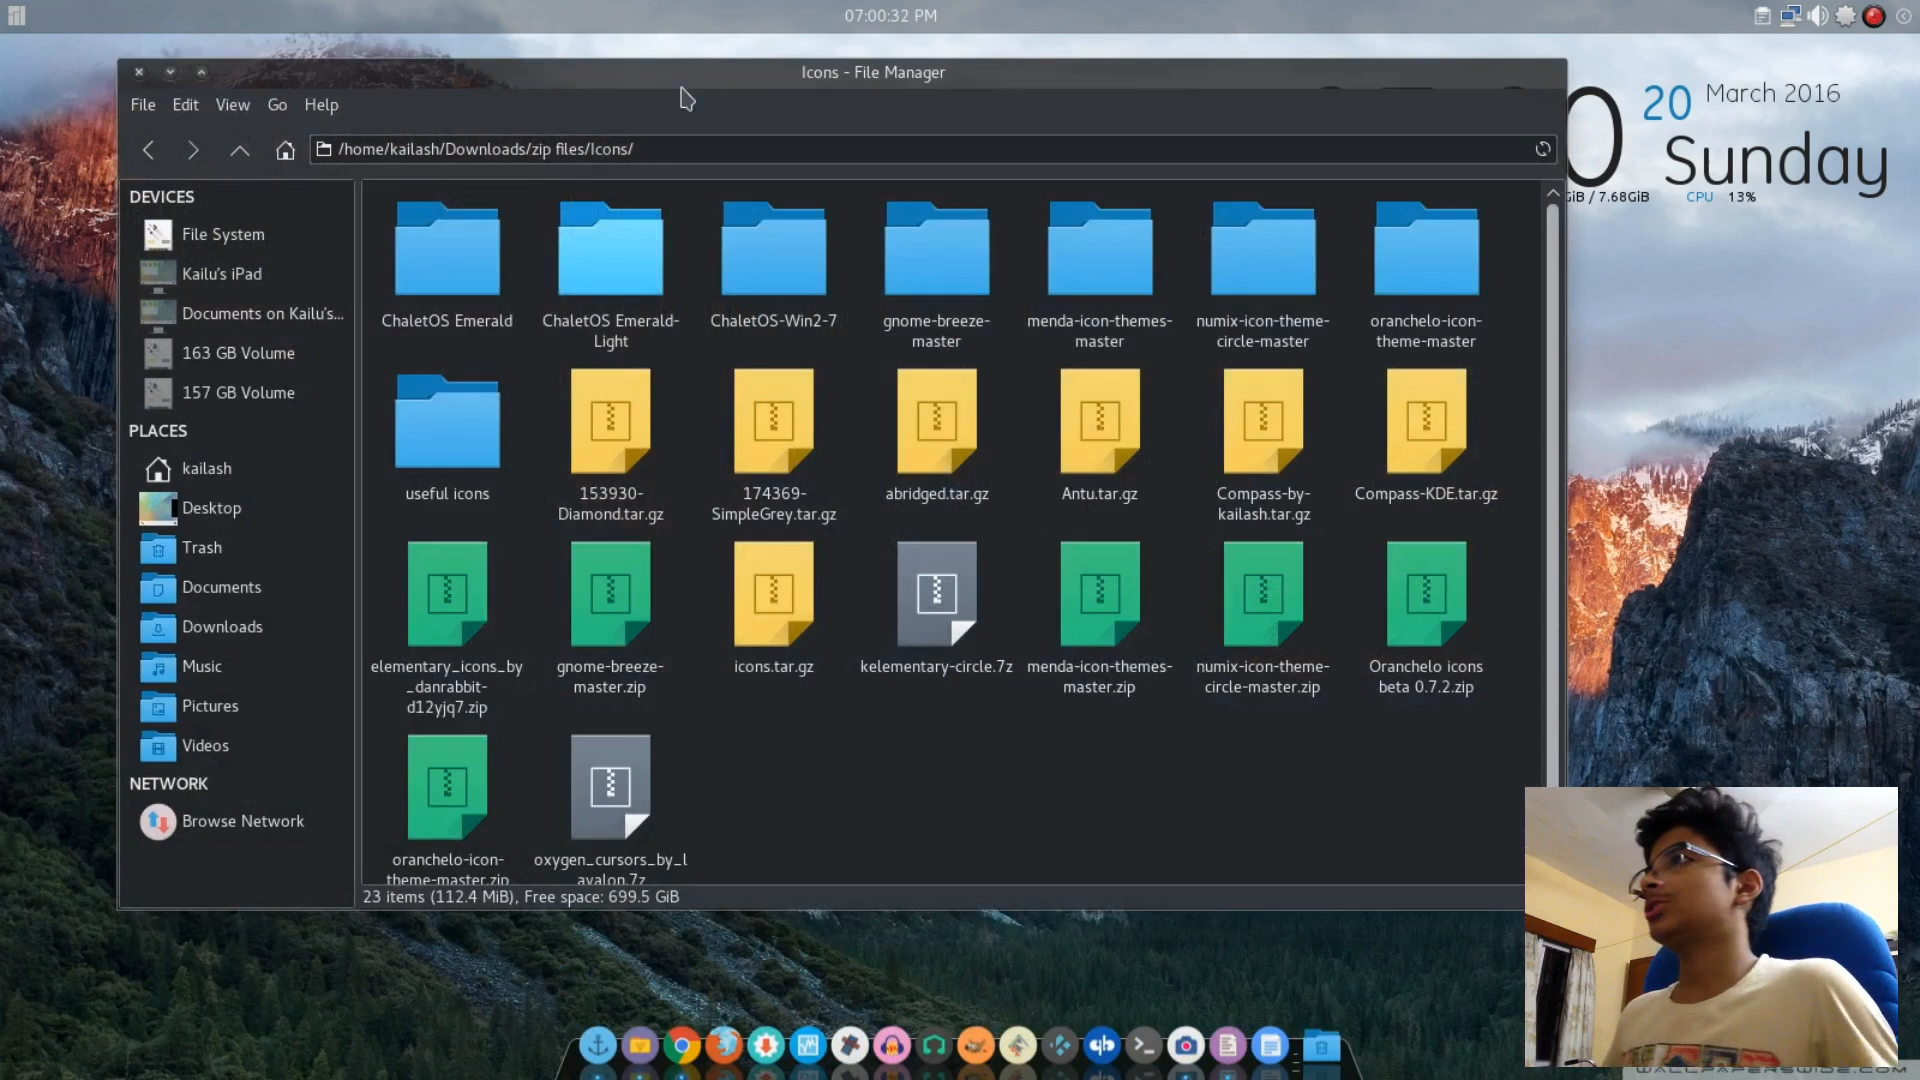 07:00:32 PM
Icons - File Manager
File Edit View Go Help
/home/kailash/Downloads/zip files/Icons/
20 March 2016
Sunday
GiB / 7.68GiB CPU 13%
DEVICES
File System
Kailu's iPad
Documents on Kailu's...
163 GB Volume
157 GB Volume
PLACES
kailash
Desktop
Trash
Documents
Downloads
Music
Pictures
Videos
NETWORK
Browse Network
ChaletOS Emerald
ChaletOS Emerald-
Light
ChaletOS-Win2-7
gnome-breeze-
master
menda-icon-themes-
master
numix-icon-theme-
circle-master
oranchelo-icon-
theme-master
useful icons
153930-
Diamond.tar.gz
174369-
SimpleGrey.tar.gz
abridged.tar.gz
Antu.tar.gz
Compass-by-
kailash.tar.gz
Compass-KDE.tar.gz
elementary_icons_by
_danrabbit-
d12yjq7.zip
gnome-breeze-
master.zip
icons.tar.gz
kelementary-circle.7z
menda-icon-themes-
master.zip
numix-icon-theme-
circle-master.zip
Oranchelo icons
beta 0.7.2.zip
oranchelo-icon-
theme-master.zip
oxygen_cursors_by_l
avalon.7z
23 items (112.4 MiB), Free space: 699.5 GiB
WALLPAPERSWIDE.COM